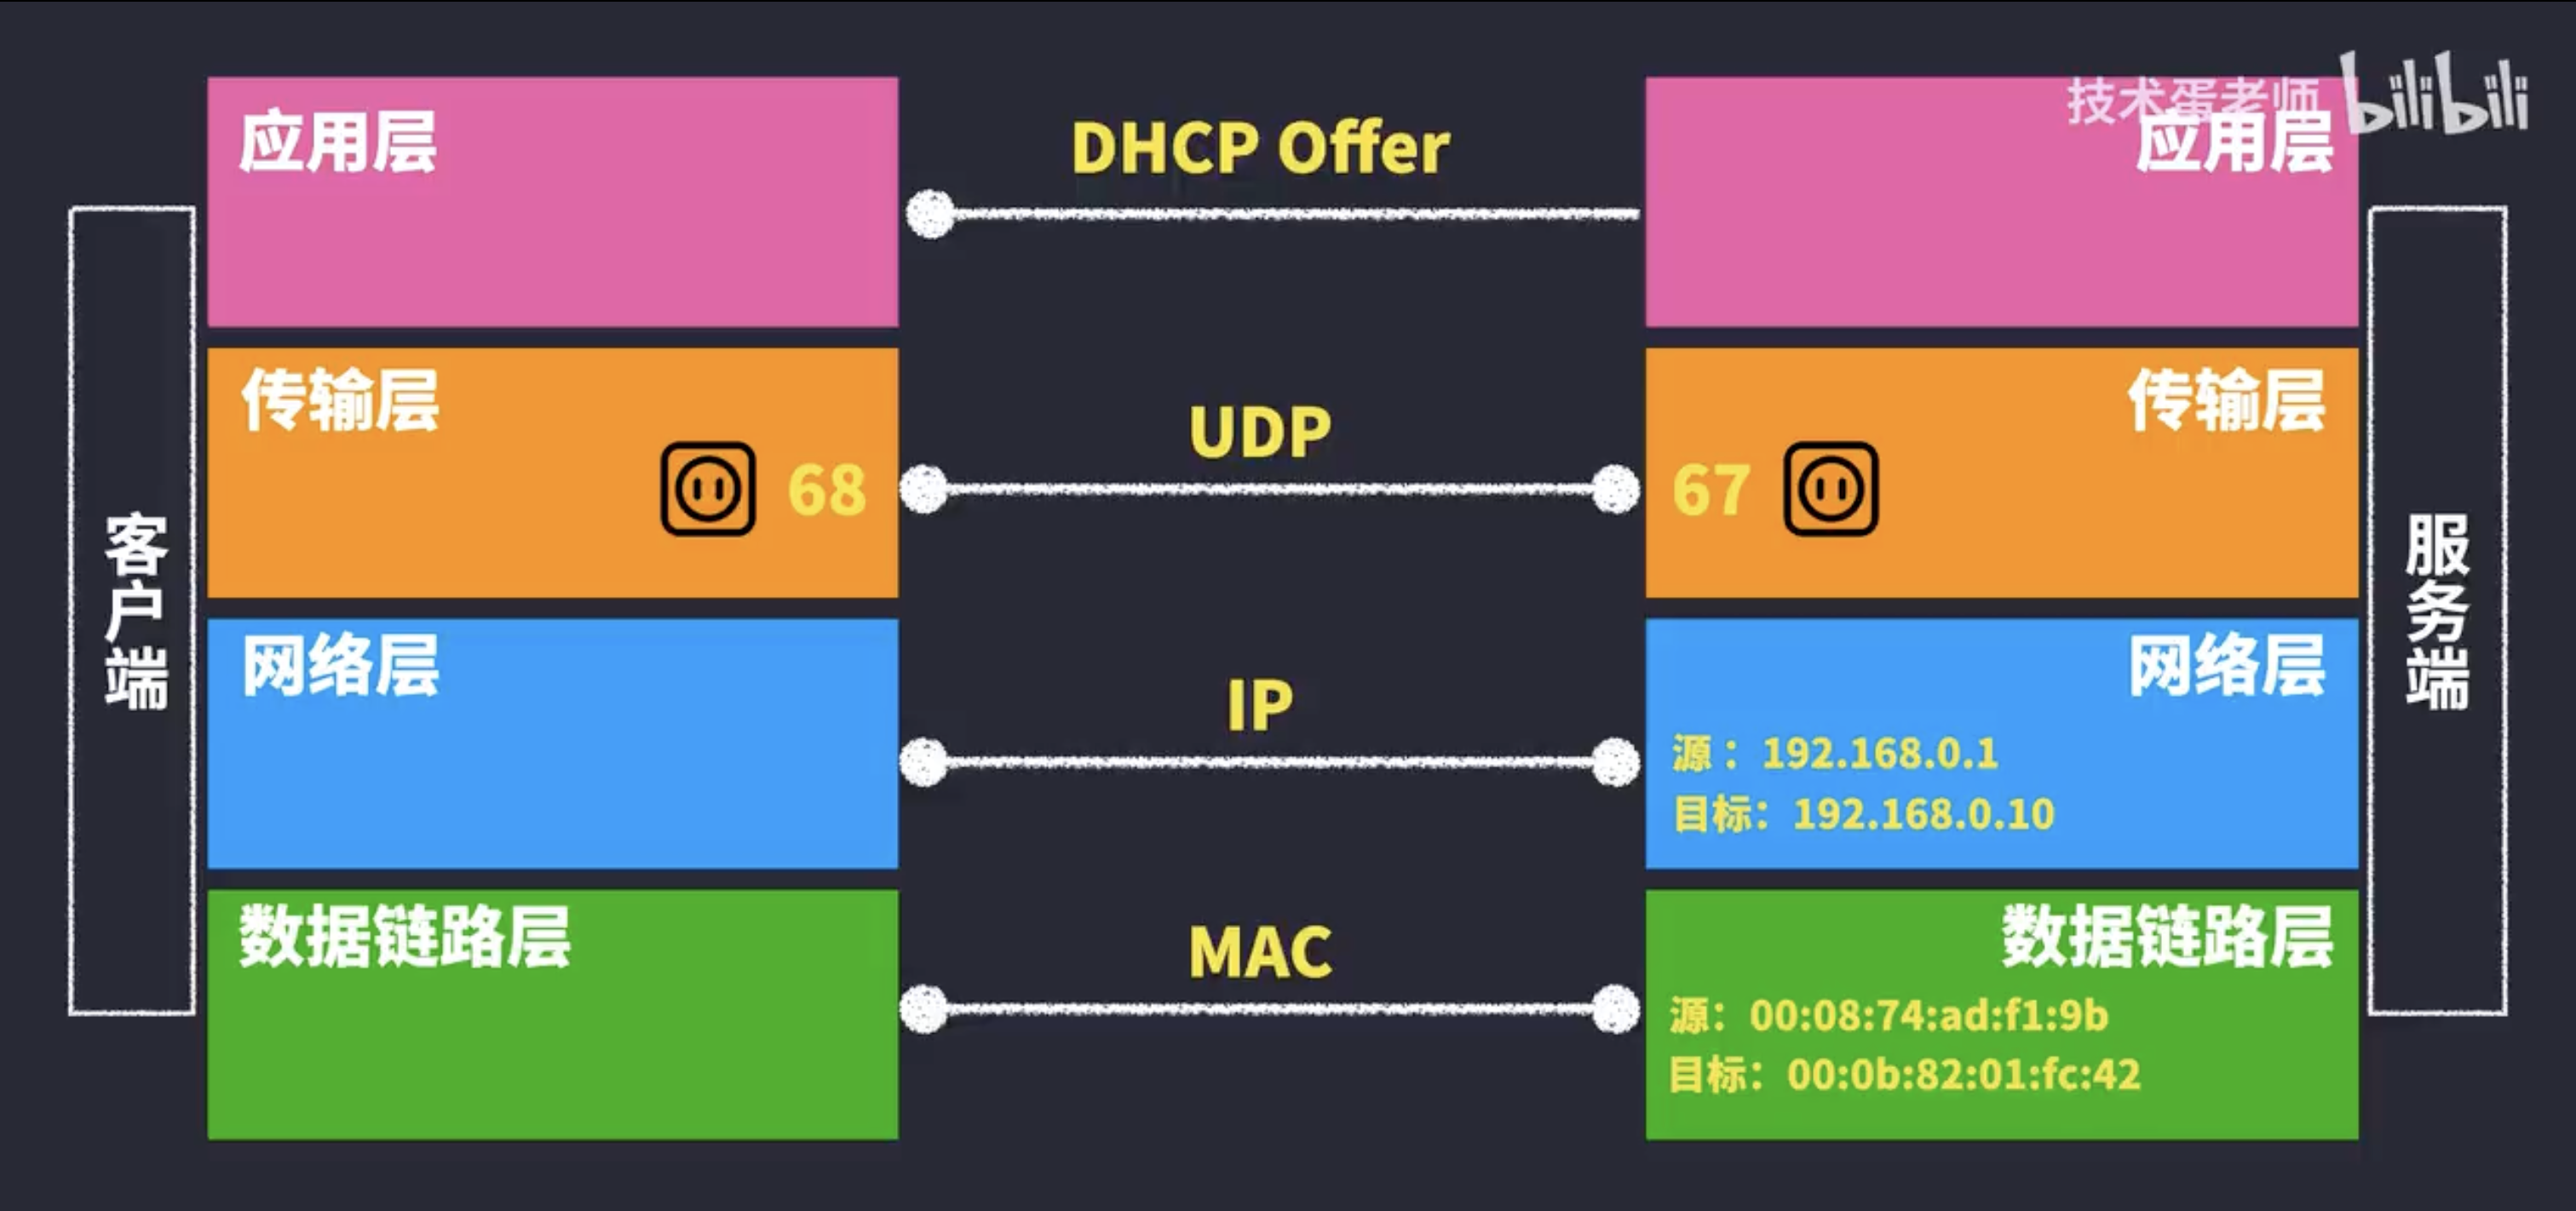 技术蛋老师 bilibili
应用层
DHCP Offer
应用层
传输层
68
UDP
67
传输层
客户端
服务端
网络层
IP
网络层
源：192.168.0.1
目标：192.168.0.10
数据链路层
MAC
数据链路层
源：00:08:74:ad:f1:9b
目标：00:0b:82:01:fc:42